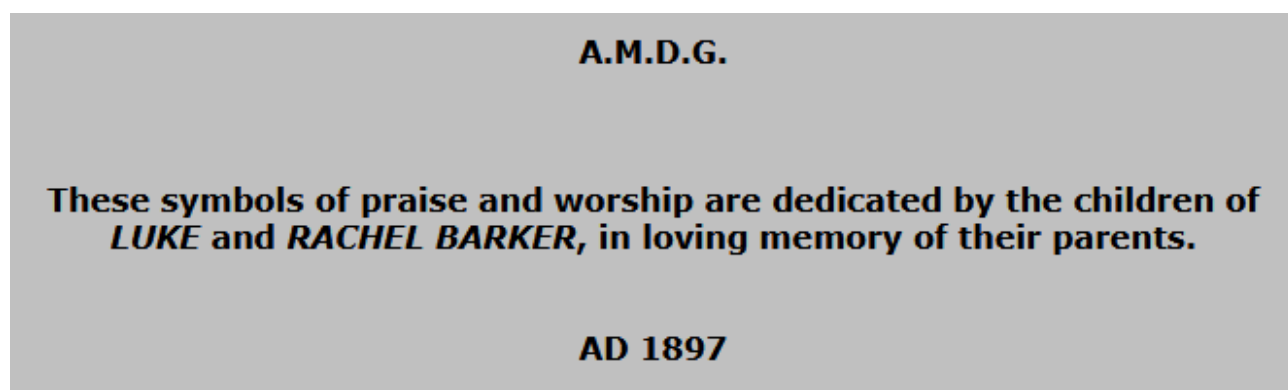 A.M.D.G.
These symbols of praise and worship are dedicated by the children of
LUKE and RACHEL BARKER, in loving memory of their parents.
AD 1897